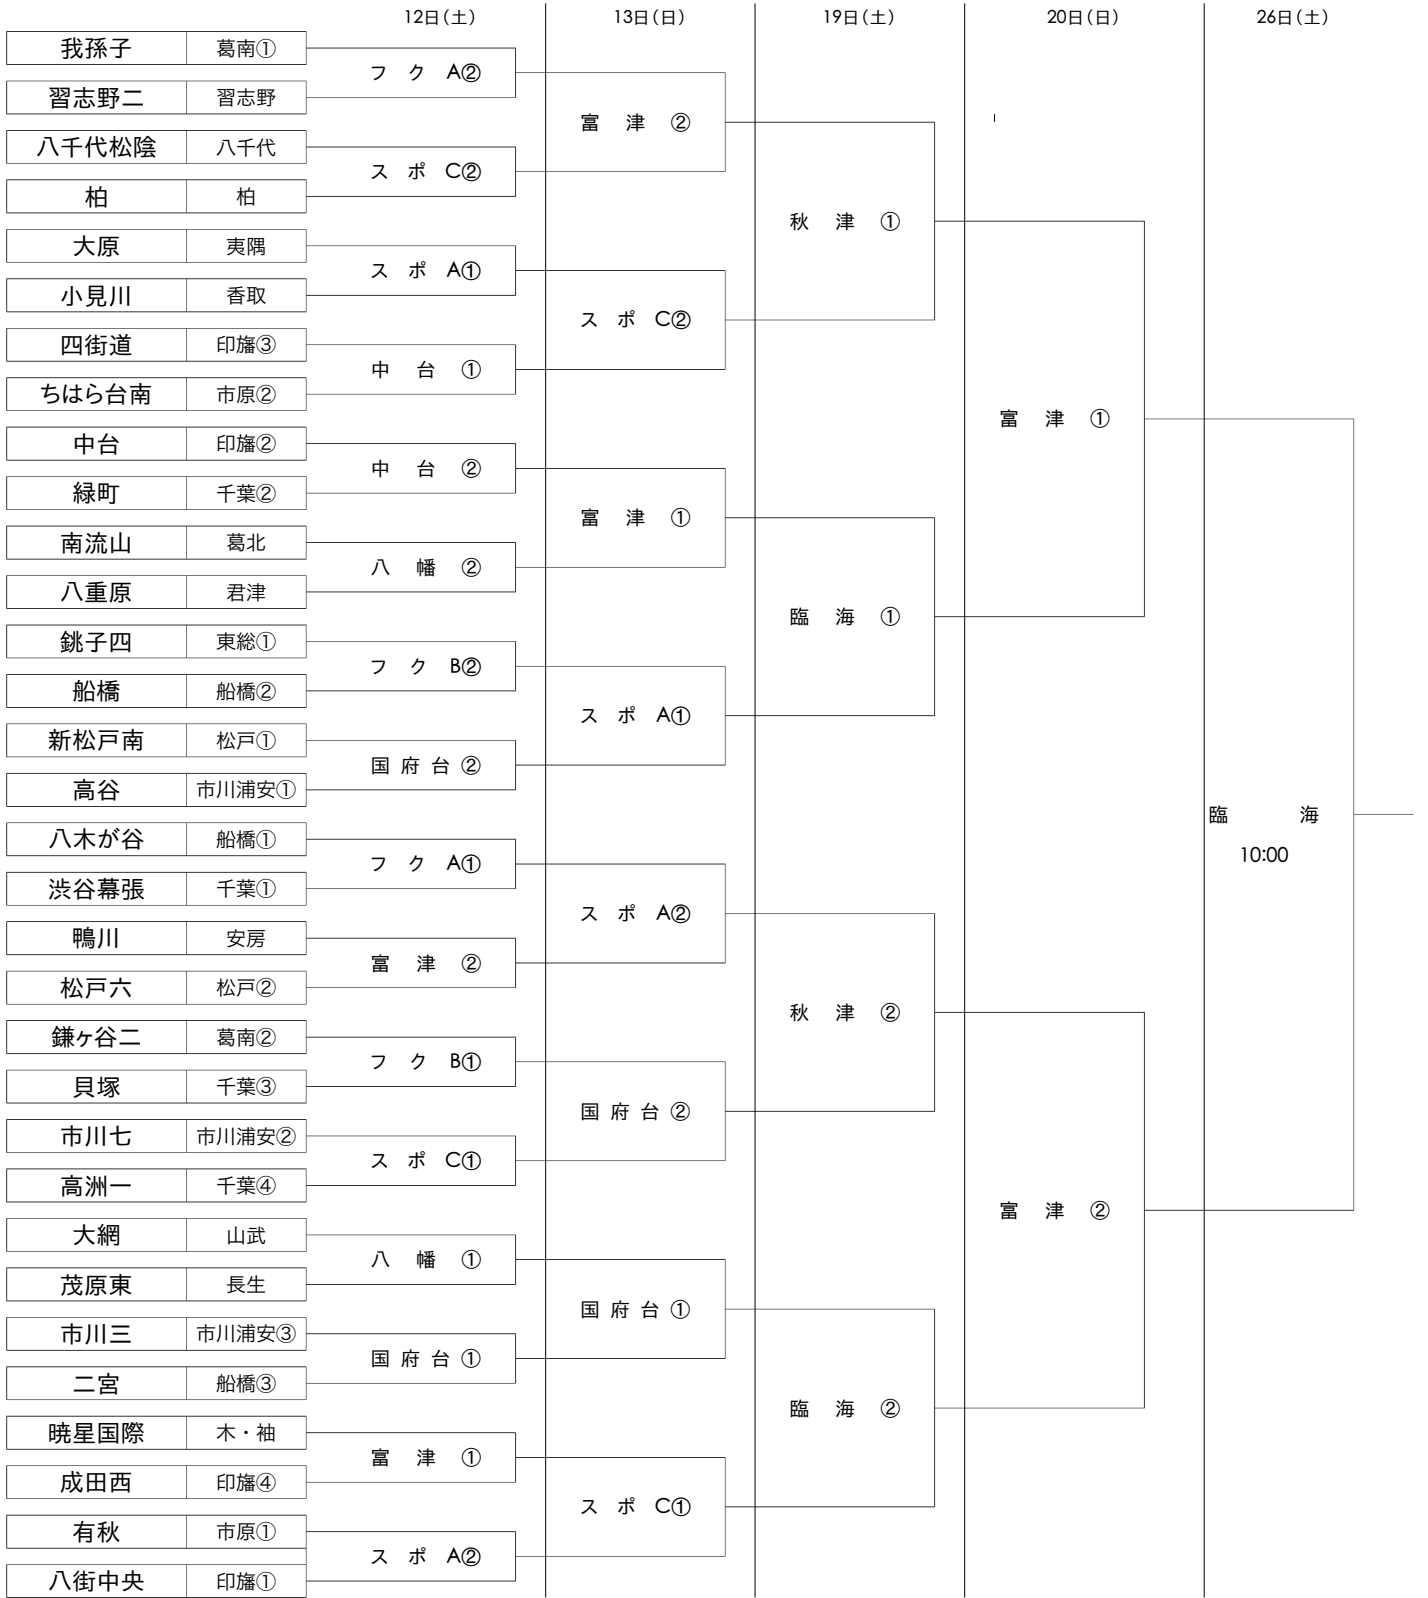 12日（土） 13日（日） 19日（土） 20日（日） 26日（土）
我孫子 葛南①
フク A②
習志野二 習志野
富津 ②
八千代松陰 八千代
スポ C②
柏 柏
秋津 ①
大原 夷隅
スポ A①
小見川 香取
スポ C②
四街道 印旛③
中台 ①
ちはら台南 市原②
富津 ①
中台 印旛②
中台 ②
緑町 千葉②
富津 ①
南流山 葛北
八幡 ②
八重原 君津
臨海 ①
銚子四 東総①
フク B②
船橋 船橋②
スポ A①
新松戸南 松戸①
国府台 ②
高谷 市川浦安①
臨海
八木が谷 船橋①
10:00
フク A①
渋谷幕張 千葉①
スポ A②
鴨川 安房
富津 ②
松戸六 松戸②
秋津 ②
鎌ヶ谷二 葛南②
フク B①
貝塚 千葉③
国府台 ②
市川七 市川浦安②
スポ C①
高洲一 千葉④
富津 ②
大網 山武
八幡 ①
茂原東 長生
国府台 ①
市川三 市川浦安③
国府台 ①
二宮 船橋③
臨海 ②
暁星国際 木・袖
富津 ①
成田西 印旛④
スポ C①
有秋 市原①
スポ A②
八街中央 印旛①